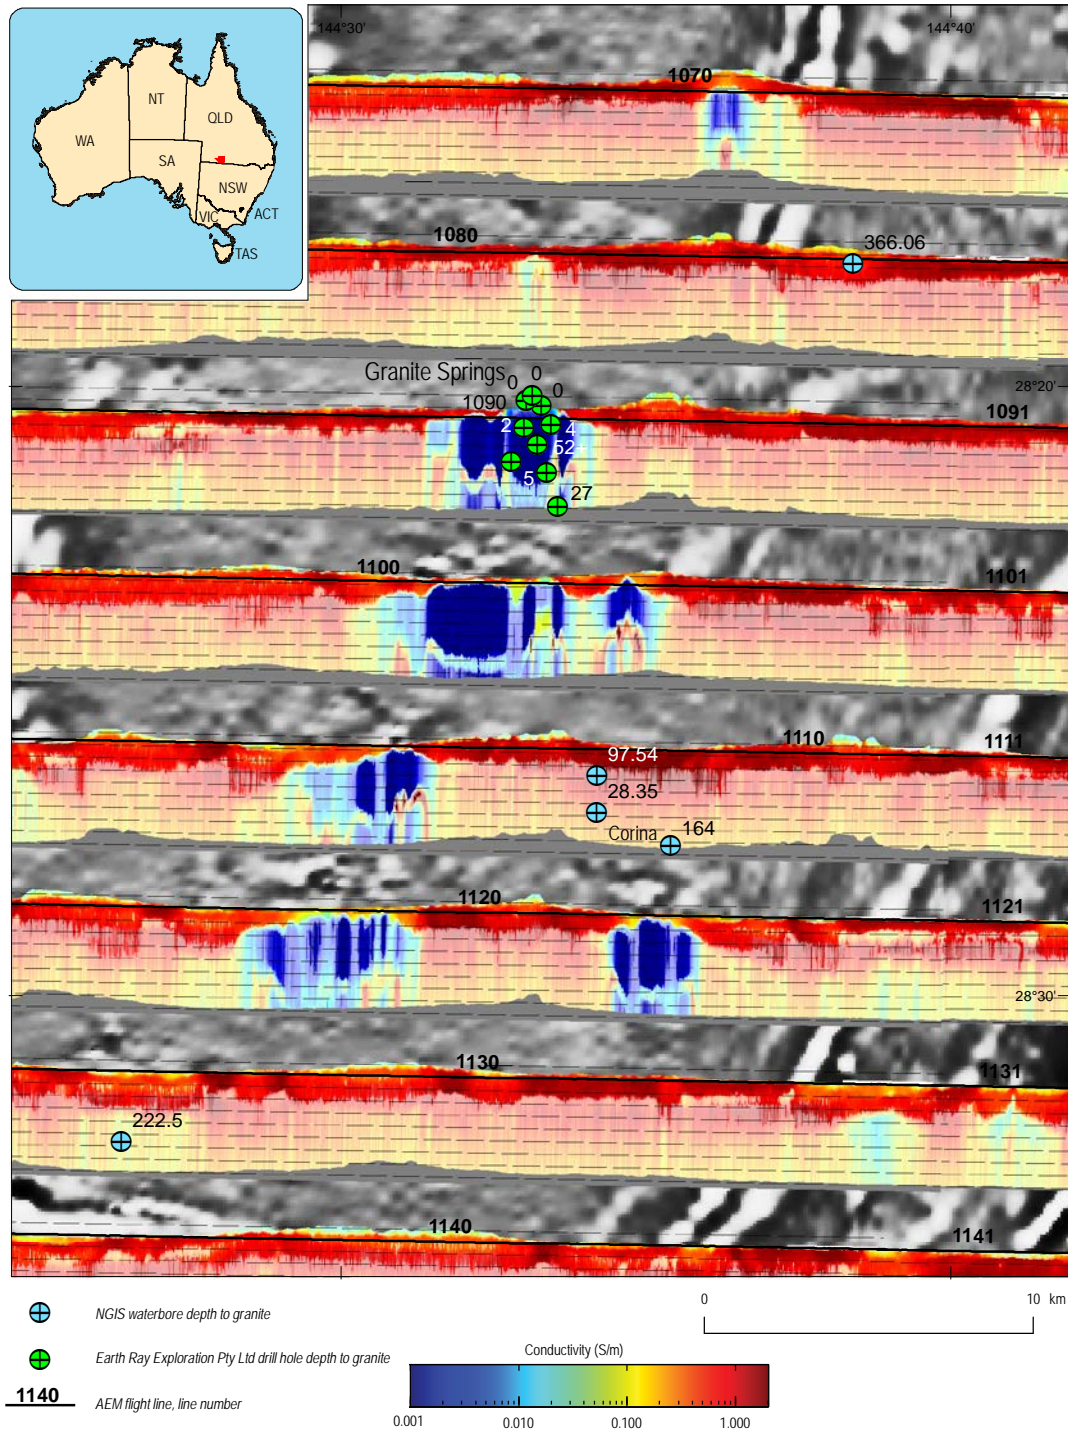 144°30'
144°40'
1070
NT
QLD
WA
SA
NSW
VIC
ACT
TAS
1080
366.06
Granite Springs
0
0
0
28°20'
1090
1091
2
4
52+
5
27
1100
1101
1110
1111
97.54
28.35
Corina
164
1120
1121
28°30'
1130
1131
222.5
1140
1141
NGIS waterbore depth to granite
0
10 km
Earth Ray Exploration Pty Ltd drill hole depth to granite
Conductivity (S/m)
1140
AEM flight line, line number
0.001
0.010
0.100
1.000